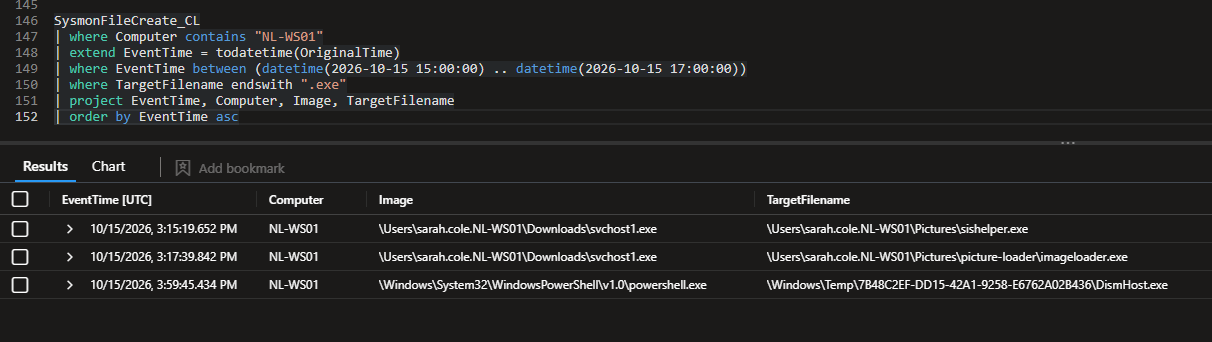 145
146 SysmonFileCreate_CL
147 | where Computer contains "NL-WS01"
148 | extend EventTime = todatetime(OriginalTime)
149 | where EventTime between (datetime(2026-10-15 15:00:00) .. datetime(2026-10-15 17:00:00))
150 | where TargetFilename endswith ".exe"
151 | project EventTime, Computer, Image, TargetFilename
152 | order by EventTime asc
Results Chart Add bookmark
EventTime [UTC] Computer Image TargetFilename
10/15/2026, 3:15:19.652 PM NL-WS01 \Users\sarah.cole.NL-WS01\Downloads\svchost1.exe \Users\sarah.cole.NL-WS01\Pictures\sishelper.exe
10/15/2026, 3:17:39.842 PM NL-WS01 \Users\sarah.cole.NL-WS01\Downloads\svchost1.exe \Users\sarah.cole.NL-WS01\Pictures\picture-loader\imageloader.exe
10/15/2026, 3:59:45.434 PM NL-WS01 \Windows\System32\WindowsPowerShell\v1.0\powershell.exe \Windows\Temp\7B48C2EF-DD15-42A1-9258-E6762A02B436\DismHost.exe